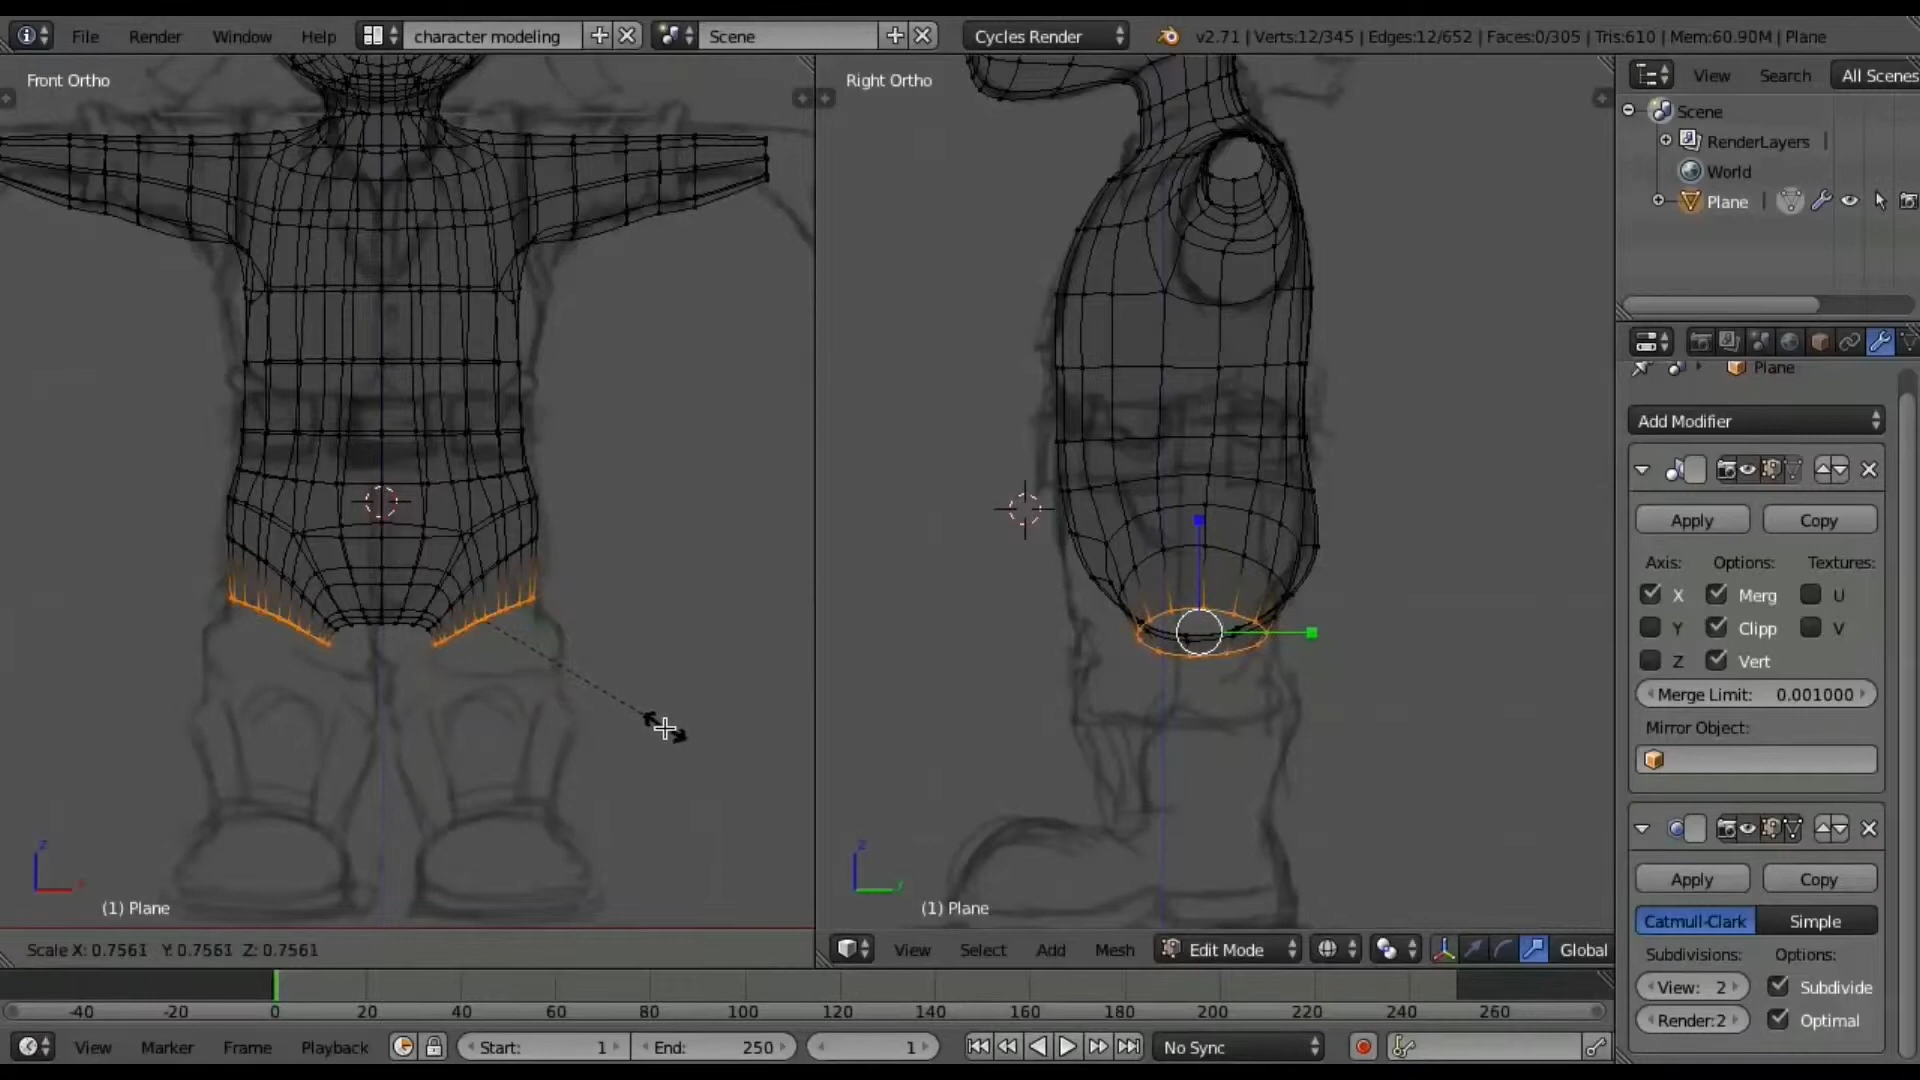 File Render Window Help character modeling Scene Cycles Render v2.71 | Verts:12/345 | Edges:12/652 | Faces:0/305 | Tris:610 | Mem:60.90M | Plane
Front Ortho
Right Ortho
View Search All Scenes
Scene
RenderLayers
World
Plane
Plane
Add Modifier
Apply Copy
Axis: Options: Textures:
X Merg U
Y Clipp V
Z Vert
Merge Limit: 0.001000
Mirror Object:
Apply Copy
Catmull-Clark Simple
Subdivisions: Options:
View: 2 Subdivide
Render:2 Optimal
z
x
(1) Plane
z
y
(1) Plane
Scale X: 0.7561 Y: 0.7561 Z: 0.7561
View Select Add Mesh Edit Mode Global
-40 -20 0 20 40 60 80 100 120 140 160 180 200 220 240 260
View Marker Frame Playback Start: 1 End: 250 1 No Sync